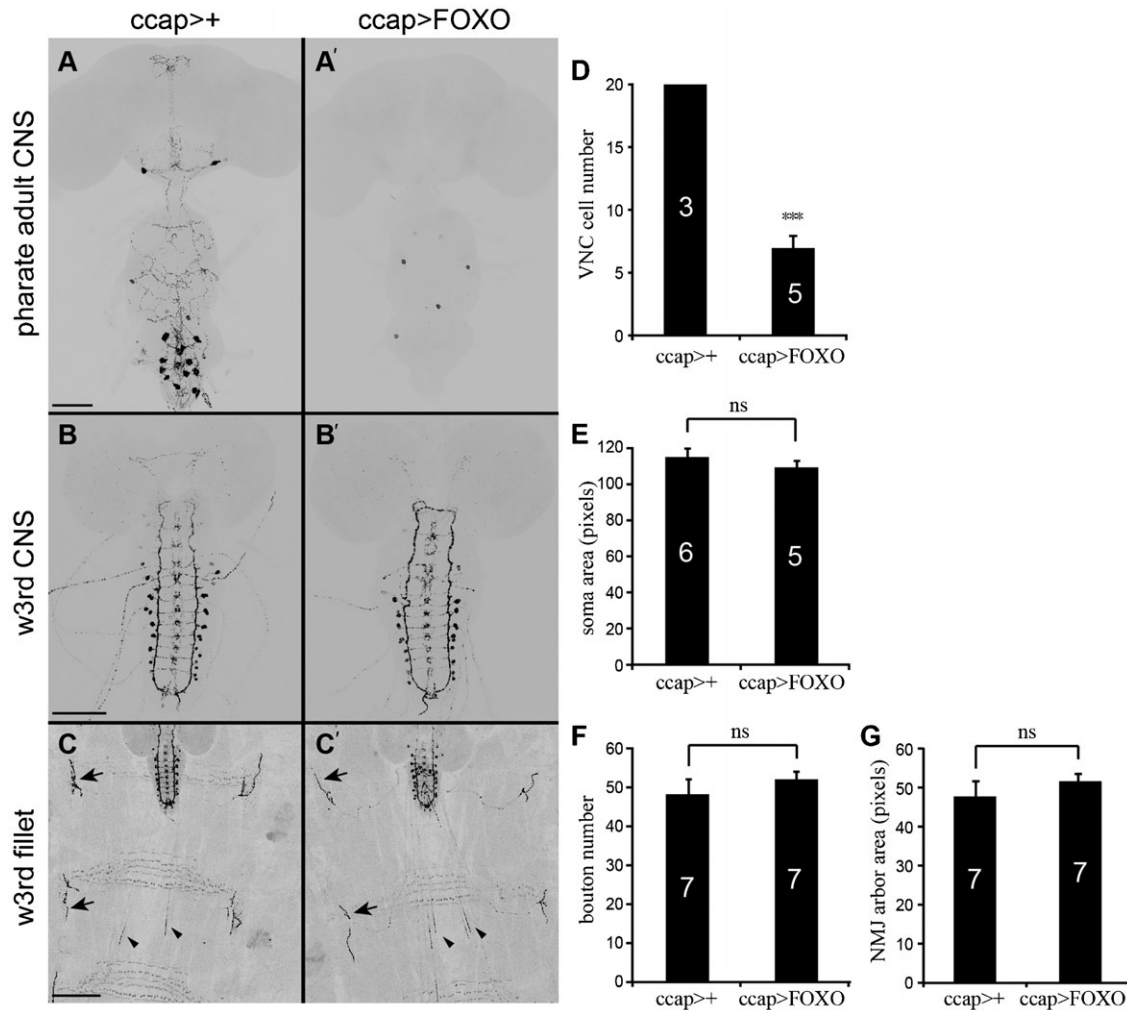 ccap>+
ccap>FOXO
pharate adult CNS
A
A'
w3rd CNS
B
B'
w3rd fillet
C
C'
D
VNC cell number
20
15
10
5
0
3
***
5
ccap>+
ccap>FOXO
E
ns
soma area (pixels)
120
100
80
60
40
20
0
6
5
ccap>+
ccap>FOXO
F
ns
bouton number
60
50
40
30
20
10
0
7
7
ccap>+
ccap>FOXO
G
ns
NMJ arbor area (pixels)
60
50
40
30
20
10
0
7
7
ccap>+
ccap>FOXO